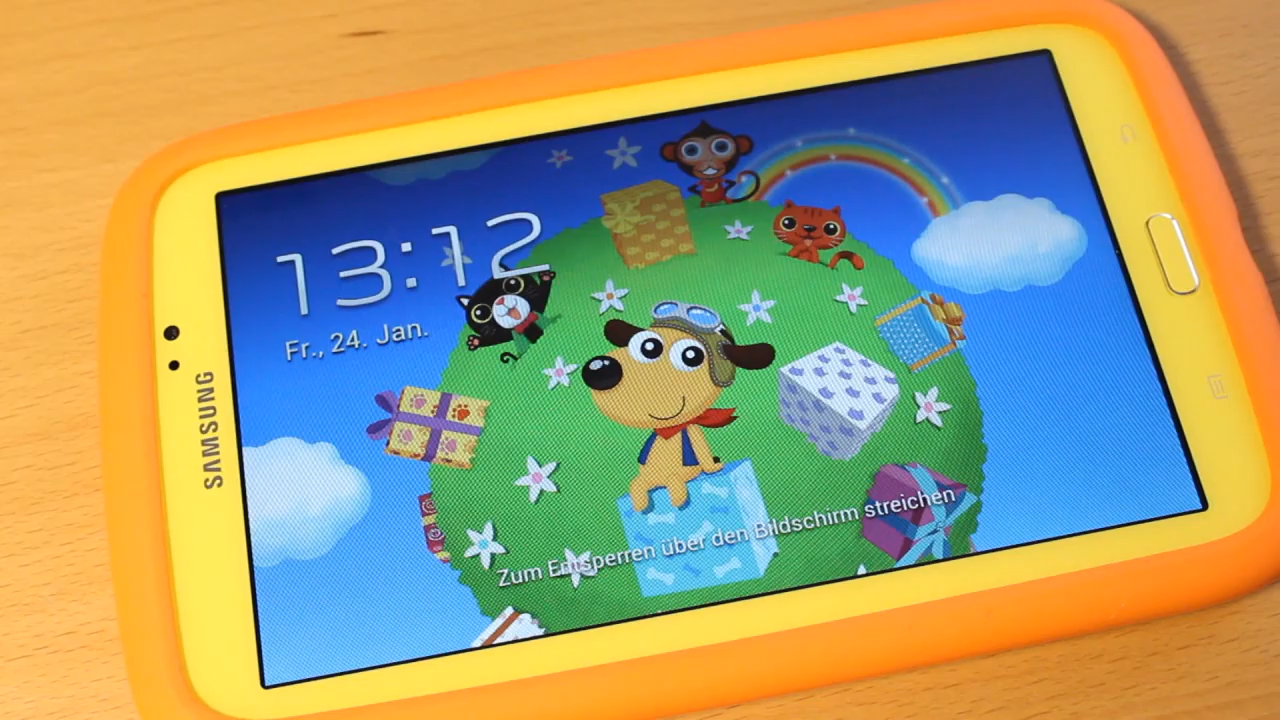 13:12
Fr., 24. Jan.
SAMSUNG
Zum Entsperren über den Bildschirm streichen